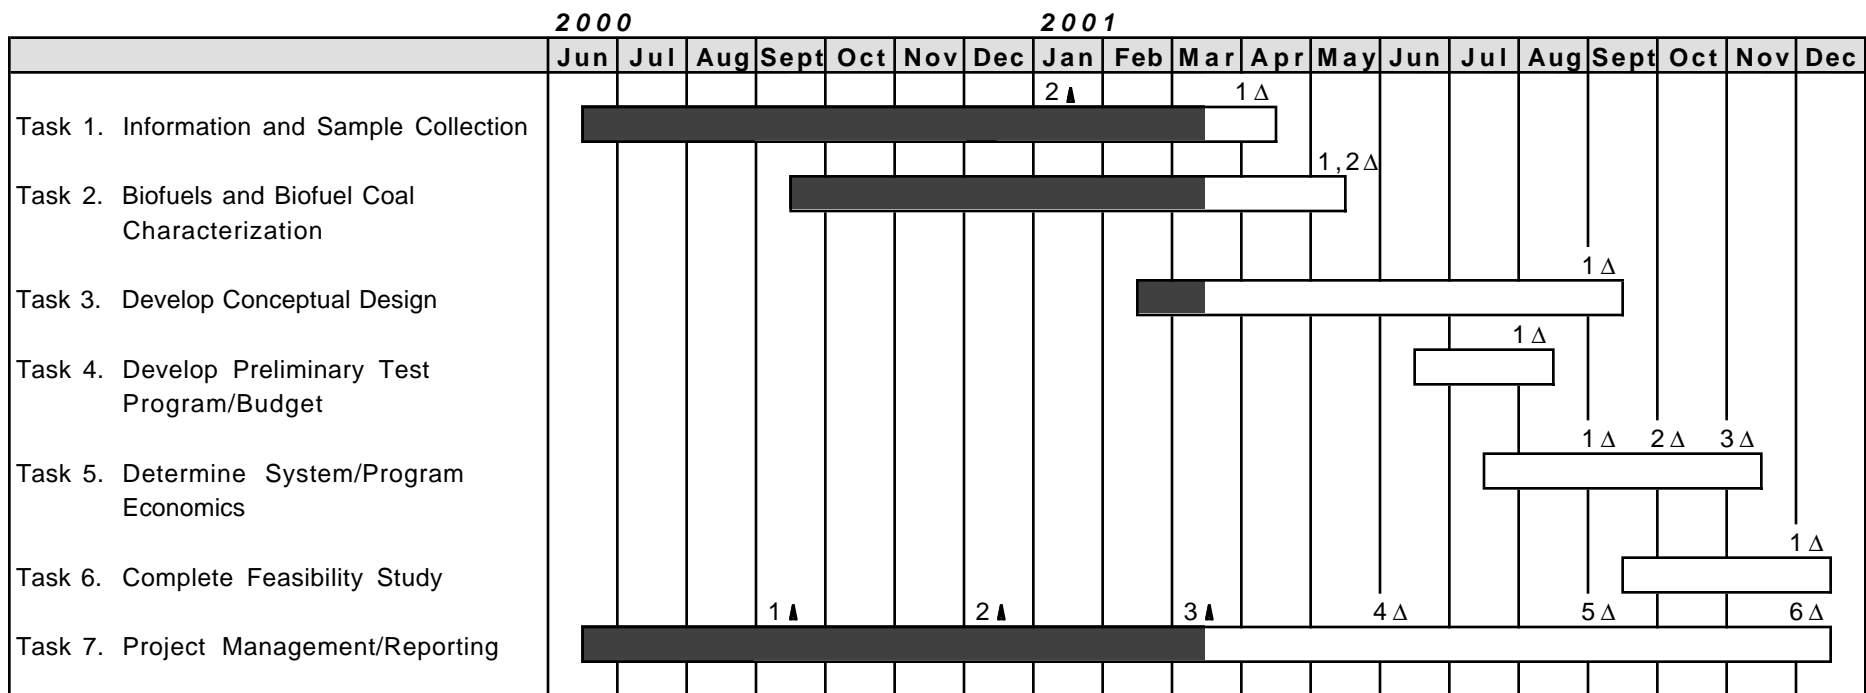 2000 2001
Jun Jul Aug Sept Oct Nov Dec Jan Feb Mar Apr May Jun Jul Aug Sept Oct Nov Dec
2 1 Δ
Task 1. Information and Sample Collection
1,2 Δ
Task 2. Biofuels and Biofuel Coal
Characterization
1 Δ
Task 3. Develop Conceptual Design
1 Δ
Task 4. Develop Preliminary Test
Program/Budget
1 Δ 2 Δ 3 Δ
Task 5. Determine System/Program
Economics
1 Δ
Task 6. Complete Feasibility Study
1 2 3 4 Δ 5 Δ 6 Δ
Task 7. Project Management/Reporting